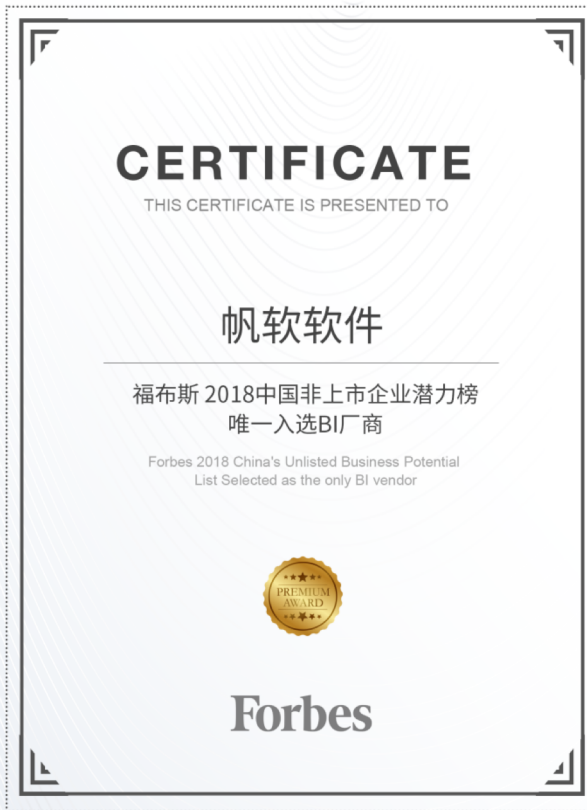 CERTIFICATE
THIS CERTIFICATE IS PRESENTED TO
帆软软件
福布斯 2018中国非上市企业潜力榜
唯一入选BI厂商
Forbes 2018 China's Unlisted Business Potential
List Selected as the only BI vendor
PREMIUM
AWARD
Forbes